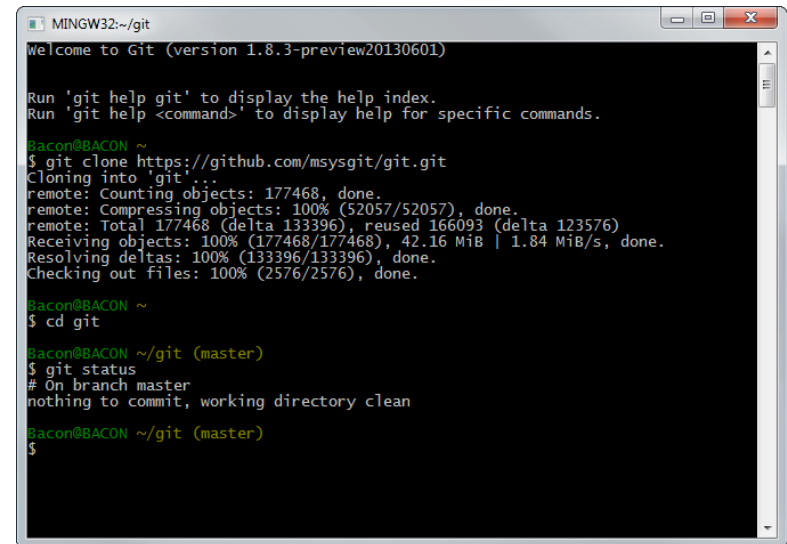 MINGW32:~/git
Welcome to Git (version 1.8.3-preview20130601)
Run 'git help git' to display the help index.
Run 'git help <command>' to display help for specific commands.
Bacon@BACON ~
$ git clone https://github.com/msysgit/git.git
Cloning into 'git'...
remote: Counting objects: 177468, done.
remote: Compressing objects: 100% (52057/52057), done.
remote: Total 177468 (delta 133396), reused 166093 (delta 123576)
Receiving objects: 100% (177468/177468), 42.16 MiB | 1.84 MiB/s, done.
Resolving deltas: 100% (133396/133396), done.
Checking out files: 100% (2576/2576), done.
Bacon@BACON ~
$ cd git
Bacon@BACON ~/git (master)
$ git status
# On branch master
nothing to commit, working directory clean
Bacon@BACON ~/git (master)
$